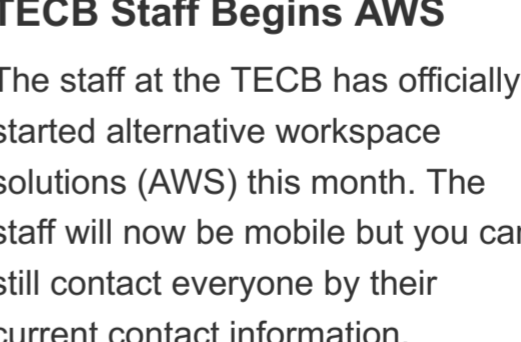 TECB Staff Begins AWS
The staff at the TECB has officially
started alternative workspace
solutions (AWS) this month. The
staff will now be mobile but you can
still contact everyone by their
current contact information.